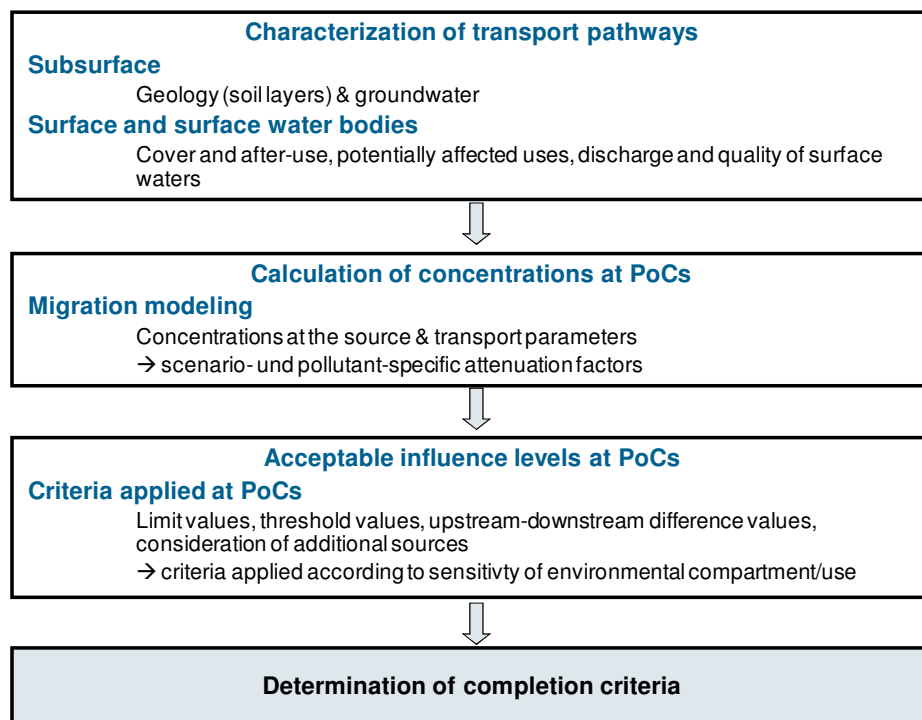 Characterization of transport pathways
Subsurface
Geology (soil layers) & groundwater
Surface and surface water bodies
Cover and after-use, potentially affected uses, discharge and quality of surface
waters
Calculation of concentrations at PoCs
Migration modeling
Concentrations at the source & transport parameters
→ scenario- und pollutant-specific attenuation factors
Acceptable influence levels at PoCs
Criteria applied at PoCs
Limit values, threshold values, upstream-downstream difference values,
consideration of additional sources
→ criteria applied according to sensitivty of environmental compartment/use
Determination of completion criteria